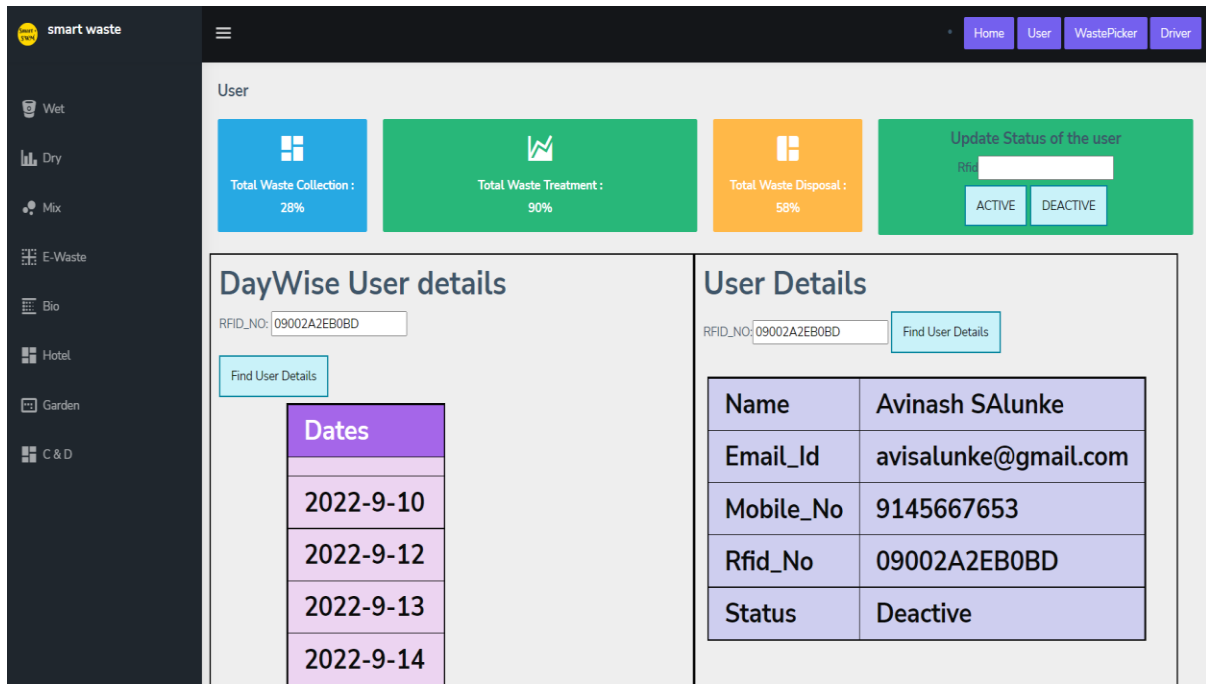 smart waste
Home User WastePicker Driver
Wet
Dry
Mix
E-Waste
Bio
Hotel
Garden
C & D
User
Total Waste Collection :
28%
Total Waste Treatment :
90%
Total Waste Disposal :
58%
Update Status of the user
Rfid
ACTIVE DEACTIVE
DayWise User details
RFID_NO: 09002A2EB0BD
Find User Details
Dates
2022-9-10
2022-9-12
2022-9-13
2022-9-14
User Details
RFID_NO: 09002A2EB0BD Find User Details
Name Avinash SAlunke
Email_Id avisalunke@gmail.com
Mobile_No 9145667653
Rfid_No 09002A2EB0BD
Status Deactive